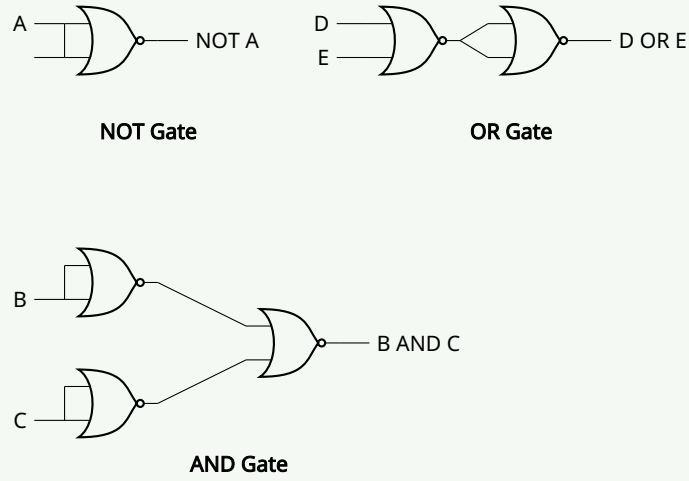 A
NOT A
D
E
D OR E
NOT Gate
OR Gate
B
C
B AND C
AND Gate